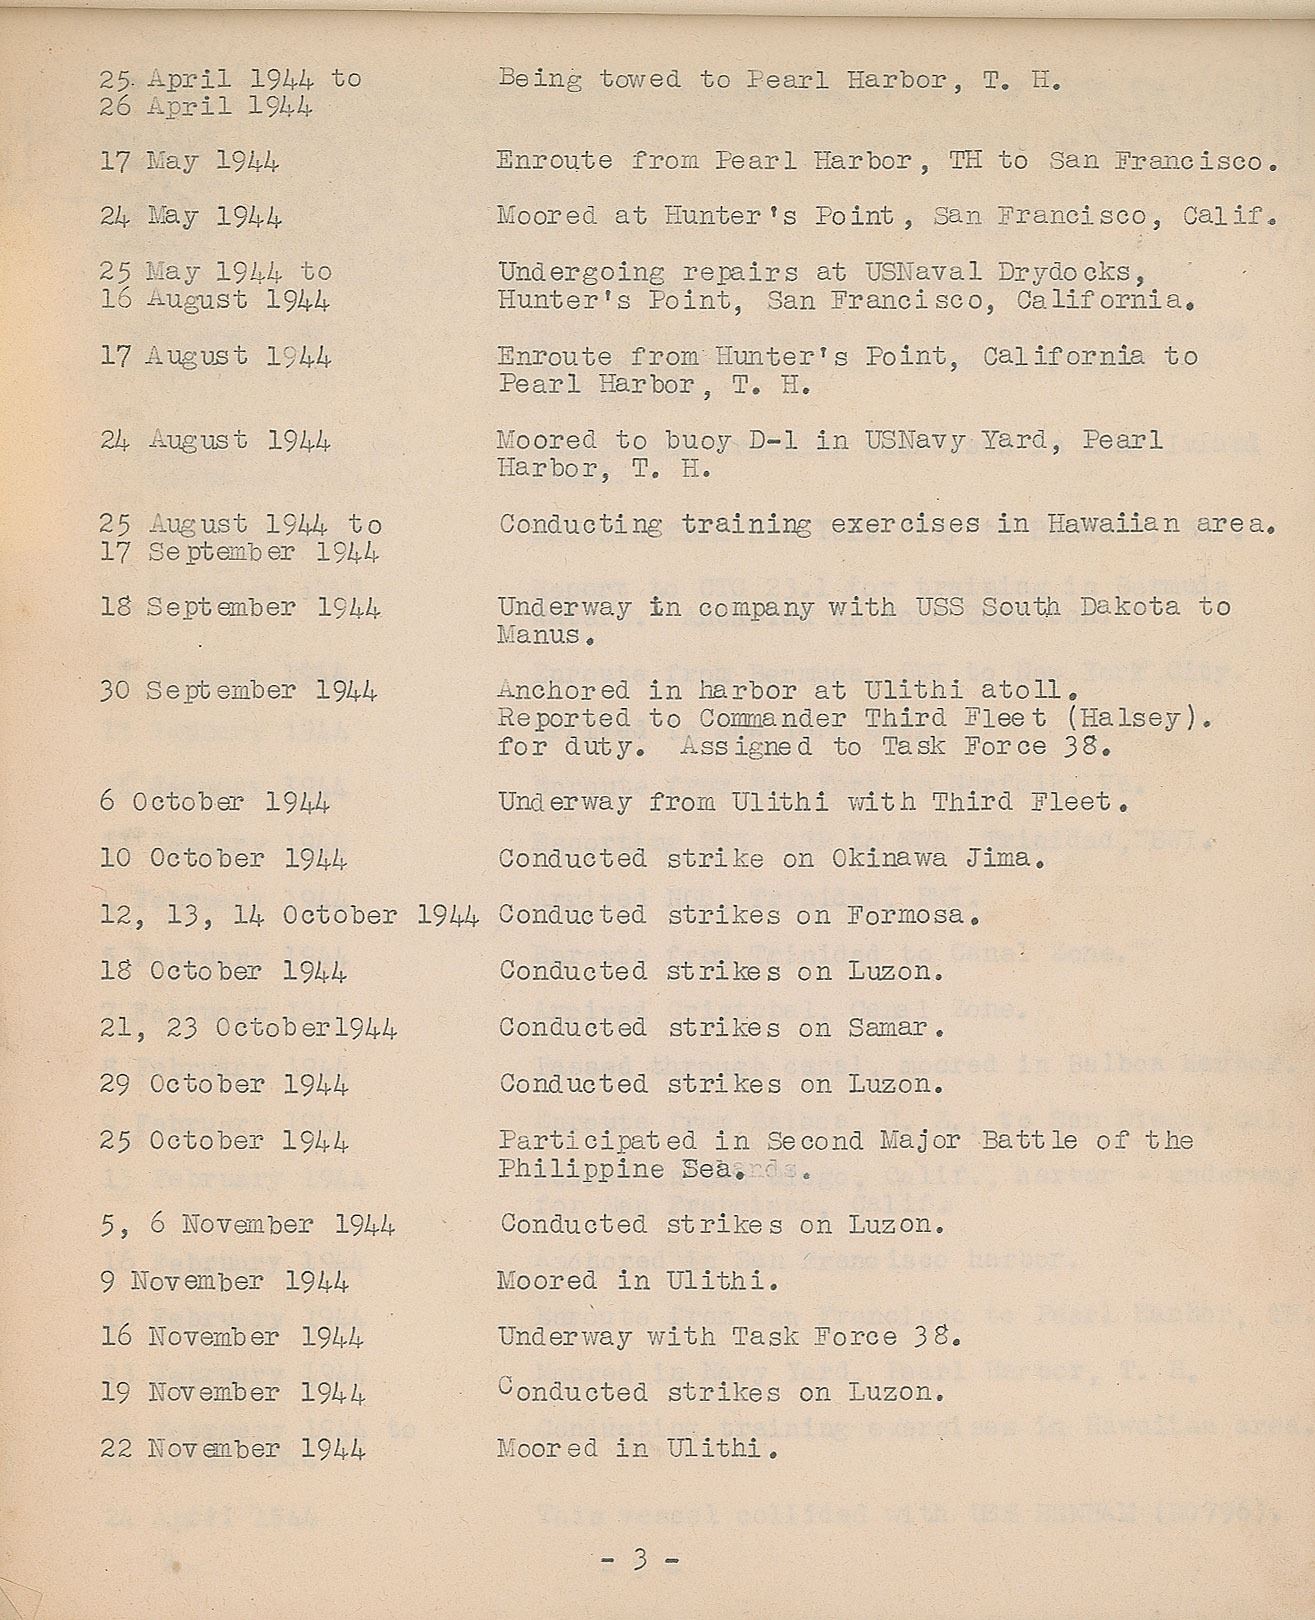 25 April 1944 to Being towed to Pearl Harbor, T. H.
26 April 1944
17 May 1944 Enroute from Pearl Harbor, TH to San Francisco.
24 May 1944 Moored at Hunter's Point, San Francisco, Calif.
25 May 1944 to Undergoing repairs at USNaval Drydocks,
16 August 1944 Hunter's Point, San Francisco, California.
17 August 1944 Enroute from Hunter's Point, California to
Pearl Harbor, T. H.
24 August 1944 Moored to buoy D-1 in USNavy Yard, Pearl
Harbor, T. H.
25 August 1944 to Conducting training exercises in Hawaiian area.
17 September 1944
18 September 1944 Underway in company with USS South Dakota to
Manus.
30 September 1944 Anchored in harbor at Ulithi atoll.
Reported to Commander Third Fleet (Halsey).
for duty. Assigned to Task Force 38.
6 October 1944 Underway from Ulithi with Third Fleet.
10 October 1944 Conducted strike on Okinawa Jima.
12, 13, 14 October 1944 Conducted strikes on Formosa.
18 October 1944 Conducted strikes on Luzon.
21, 23 October1944 Conducted strikes on Samar.
29 October 1944 Conducted strikes on Luzon.
25 October 1944 Participated in Second Major Battle of the
Philippine Sea.
5, 6 November 1944 Conducted strikes on Luzon.
9 November 1944 Moored in Ulithi.
16 November 1944 Underway with Task Force 38.
19 November 1944 Conducted strikes on Luzon.
22 November 1944 Moored in Ulithi.
- 3 -